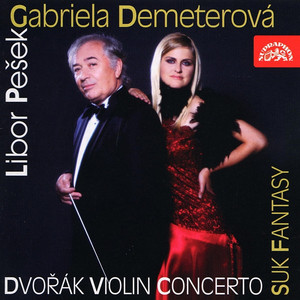 Gabriela Demeterová
SUPRAPHON
Libor Pešek
Dvořák Violin Concerto
Suk Fantasy